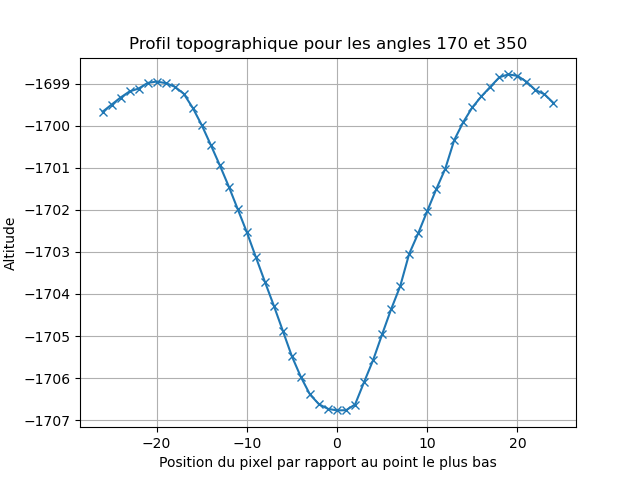 Profil topographique pour les angles 170 et 350
Altitude
−1699
−1700
−1701
−1702
−1703
−1704
−1705
−1706
−1707
−20 −10 0 10 20
Position du pixel par rapport au point le plus bas